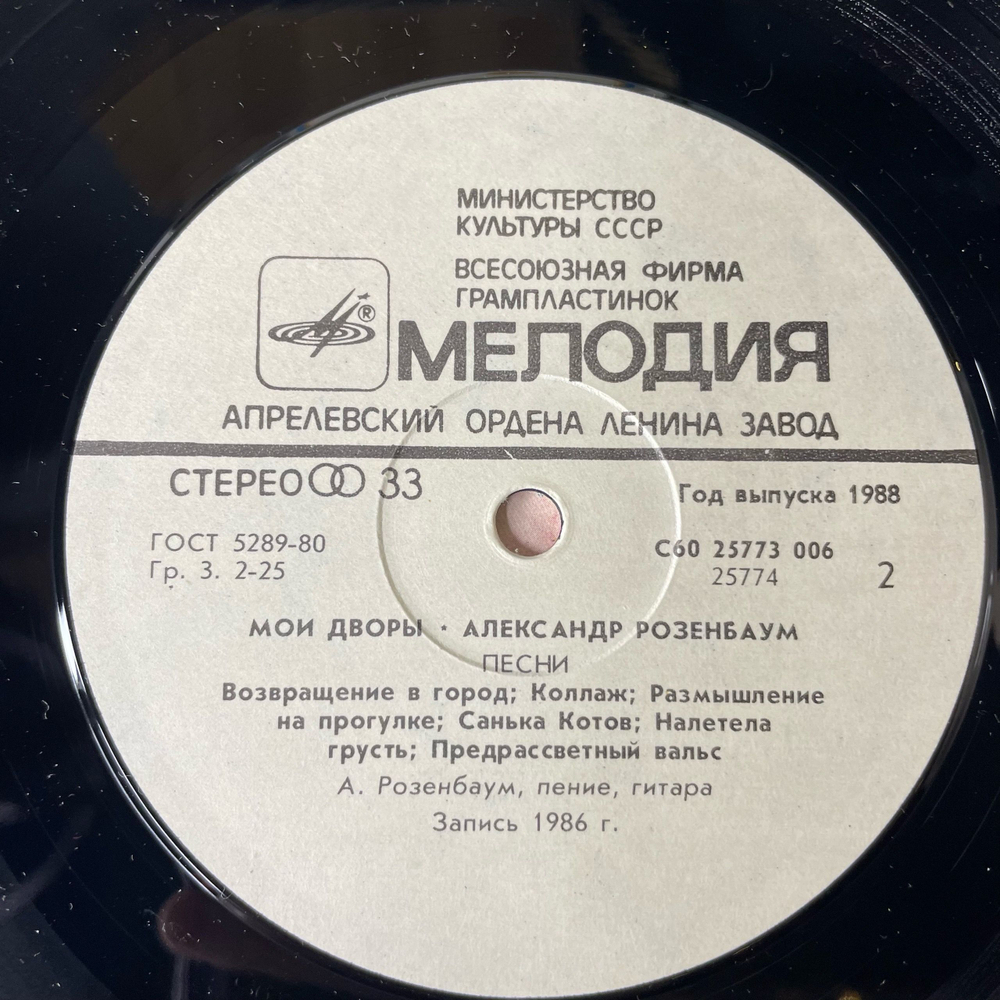 МИНИСТЕРСТВО
КУЛЬТУРЫ СССР
ВСЕСОЮЗНАЯ ФИРМА
ГРАМПЛАСТИНОК
®
МЕЛОДИЯ
АПРЕЛЕВСКИЙ ОРДЕНА ЛЕНИНА ЗАВОД
СТЕРЕО 33
Год выпуска 1988
ГОСТ 5289-80
Гр. 3. 2-25
С60 25773 006
25774
2
МОИ ДВОРЫ · АЛЕКСАНДР РОЗЕНБАУМ
ПЕСНИ
Возвращение в город; Коллаж; Размышление
на прогулке; Санька Котов; Налетела
грусть; Предрассветный вальс
А. Розенбаум, пение, гитара
Запись 1986 г.